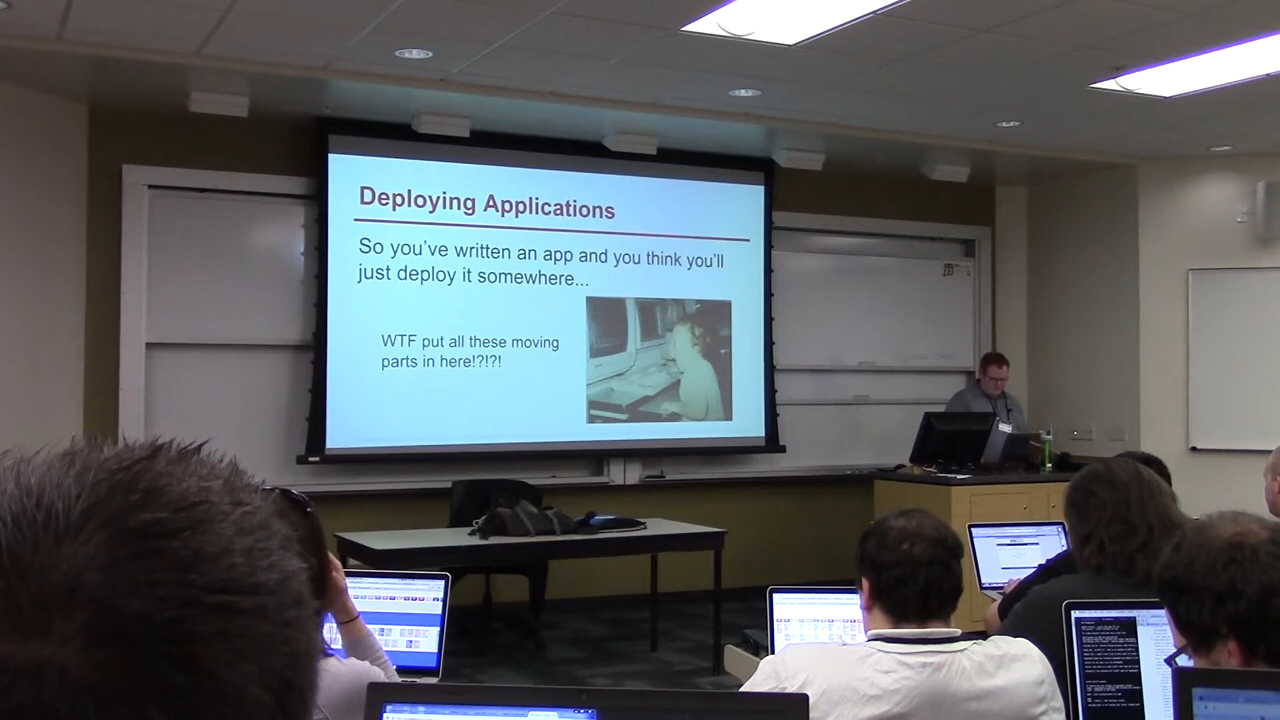 Deploying Applications
So you've written an app and you think you'll
just deploy it somewhere...
WTF put all these moving
parts in here!?!?!